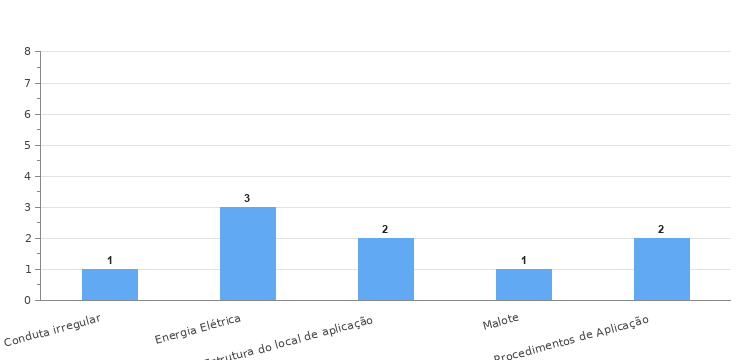 8
7
6
5
4
3
2
1
0
1
3
2
1
2
Conduta irregular
Energia Elétrica
do local de aplicação
Malote
Procedimentos de Aplicação